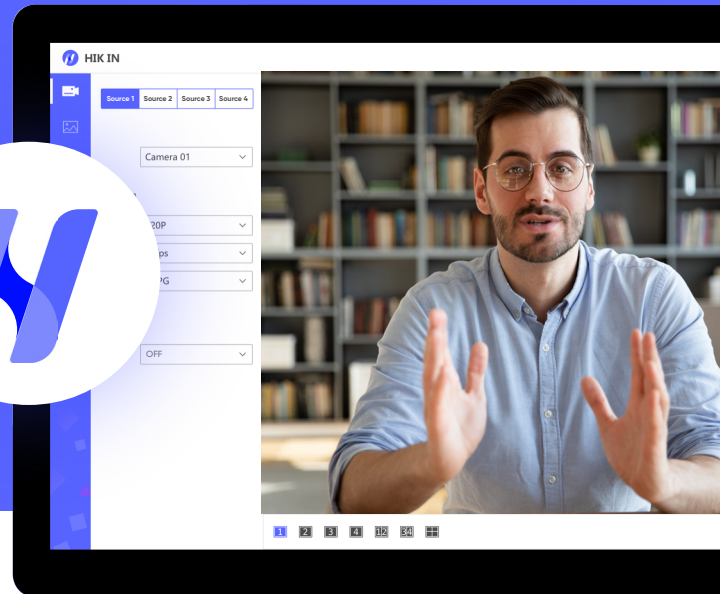 HIK IN
Source 1 Source 2 Source 3 Source 4
Camera 01
20P
ps
PG
OFF
1 2 3 4 12 34